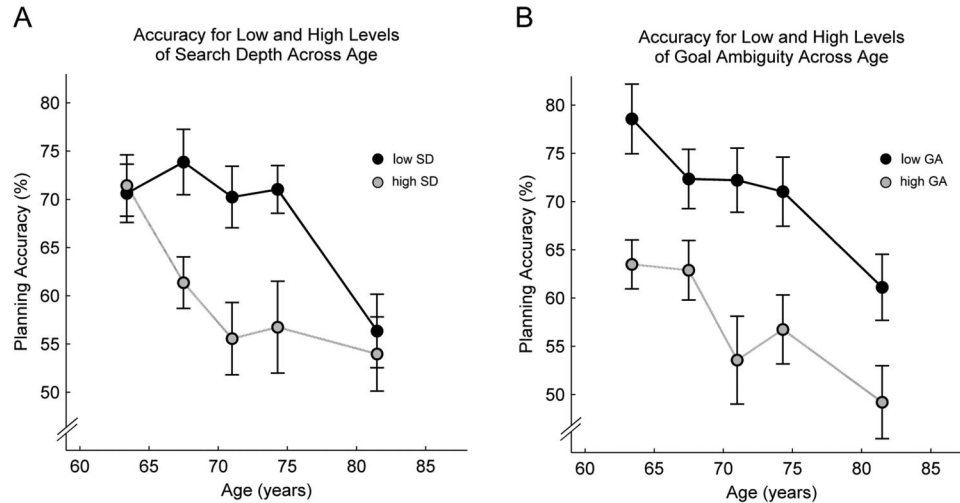 A
Accuracy for Low and High Levels
of Search Depth Across Age
80
75
70
65
60
55
50
Planning Accuracy (%)
low SD
high SD
60
65
70
75
80
85
Age (years)
B
Accuracy for Low and High Levels
of Goal Ambiguity Across Age
80
75
70
65
60
55
50
Planning Accuracy (%)
low GA
high GA
60
65
70
75
80
85
Age (years)